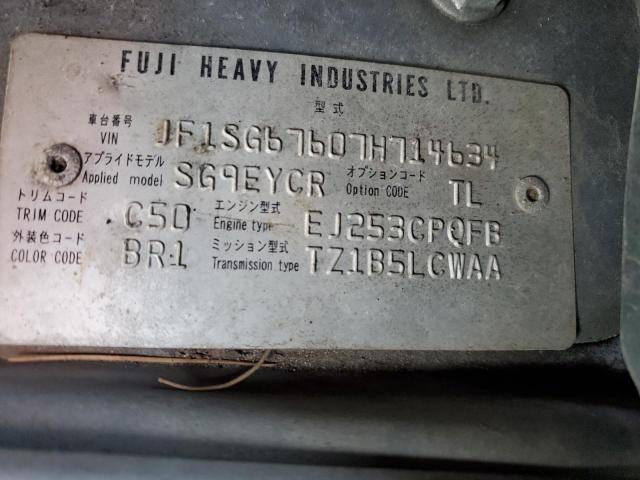 FUJI HEAVY INDUSTRIES LTD.
型式
車台番号
VIN JF1SG67607H714634
アプライドモデル オプションコード
Applied model SG9EYCR Option CODE TL
トリムコード エンジン型式
TRIM CODE C50 Engine type EJ253CPQFB
外装色コード ミッション型式
COLOR CODE BR1 Transmission type TZ1B5LCWAA